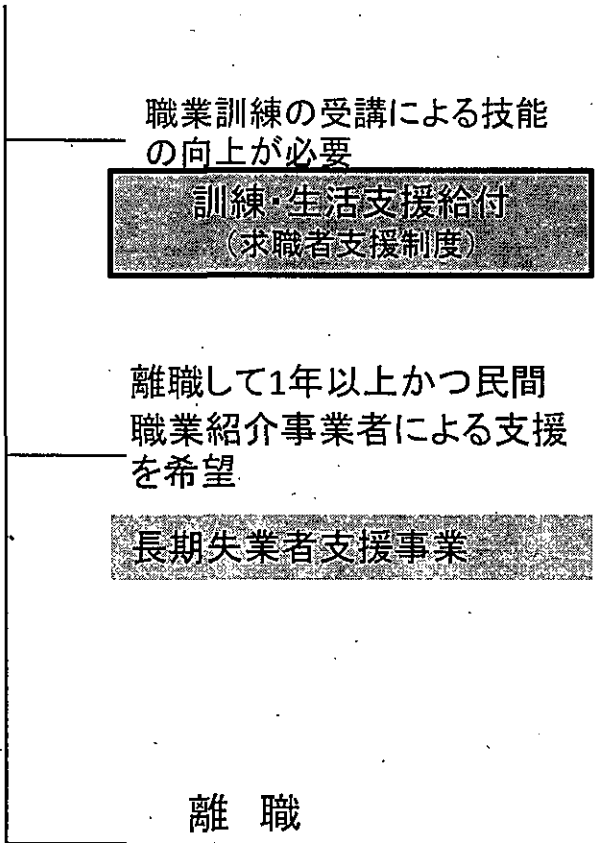 職業訓練の受講による技能
の向上が必要
訓練・生活支援給付
（求職者支援制度）
離職して1年以上かつ民間
職業紹介事業者による支援
を希望
長期失業者支援事業
離　職